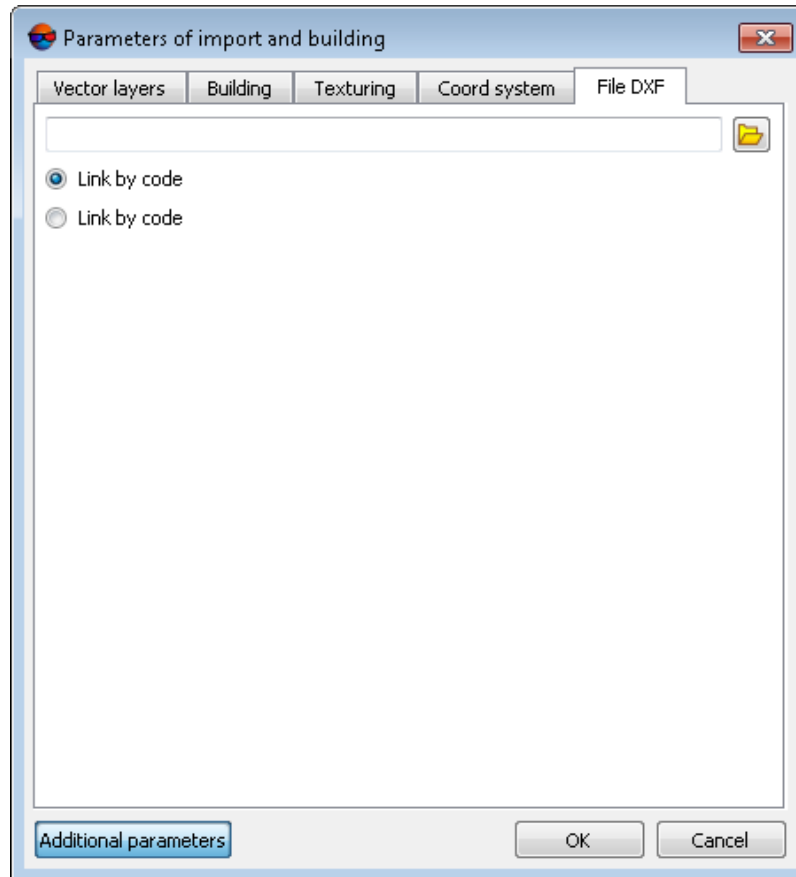 Parameters of import and building
Vector layers Building Texturing Coord system File DXF
Link by code
Link by code
Additional parameters OK Cancel